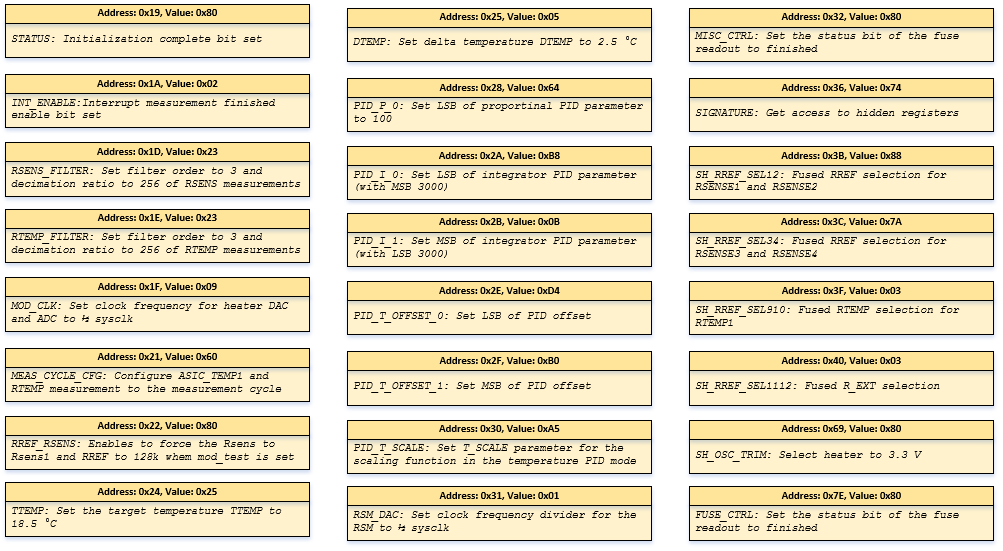 Address: 0x19, Value: 0x80
STATUS: Initialization complete bit set
Address: 0x1A, Value: 0x02
INT_ENABLE:Interrupt measurement finished
enable bit set
Address: 0x1D, Value: 0x23
RSENS_FILTER: Set filter order to 3 and
decimation ratio to 256 of RSENS measurements
Address: 0x1E, Value: 0x23
RTEMP_FILTER: Set filter order to 3 and
decimation ratio to 256 of RTEMP measurements
Address: 0x1F, Value: 0x09
MOD_CLK: Set clock frequency for heater DAC
and ADC to ½ sysclk
Address: 0x21, Value: 0x60
MEAS_CYCLE_CFG: Configure ASIC_TEMP1 and
RTEMP measurement to the measurement cycle
Address: 0x22, Value: 0x80
RREF_RSENS: Enables to force the Rsens to
Rsens1 and RREF to 128k whem mod_test is set
Address: 0x24, Value: 0x25
TTEMP: Set the target temperature TTEMP to
18.5 °C
Address: 0x25, Value: 0x05
DTEMP: Set delta temperature DTEMP to 2.5 °C
Address: 0x28, Value: 0x64
PID_P_0: Set LSB of proportinal PID parameter
to 100
Address: 0x2A, Value: 0xB8
PID_I_0: Set LSB of integrator PID parameter
(with MSB 3000)
Address: 0x2B, Value: 0x0B
PID_I_1: Set MSB of integrator PID parameter
(with LSB 3000)
Address: 0x2E, Value: 0xD4
PID_T_OFFSET_0: Set LSB of PID offset
Address: 0x2F, Value: 0xB0
PID_T_OFFSET_1: Set MSB of PID offset
Address: 0x30, Value: 0xA5
PID_T_SCALE: Set T_SCALE parameter for the
scaling function in the temperature PID mode
Address: 0x31, Value: 0x01
RSM_DAC: Set clock frequency divider for the
RSM to ½ sysclk
Address: 0x32, Value: 0x80
MISC_CTRL: Set the status bit of the fuse
readout to finished
Address: 0x36, Value: 0x74
SIGNATURE: Get access to hidden registers
Address: 0x3B, Value: 0x88
SH_RREF_SEL12: Fused RREF selection for
RSENSE1 and RSENSE2
Address: 0x3C, Value: 0x7A
SH_RREF_SEL34: Fused RREF selection for
RSENSE3 and RSENSE4
Address: 0x3F, Value: 0x03
SH_RREF_SEL910: Fused RTEMP selection for
RTEMP1
Address: 0x40, Value: 0x03
SH_RREF_SEL1112: Fused R_EXT selection
Address: 0x69, Value: 0x80
SH_OSC_TRIM: Select heater to 3.3 V
Address: 0x7E, Value: 0x80
FUSE_CTRL: Set the status bit of the fuse
readout to finished